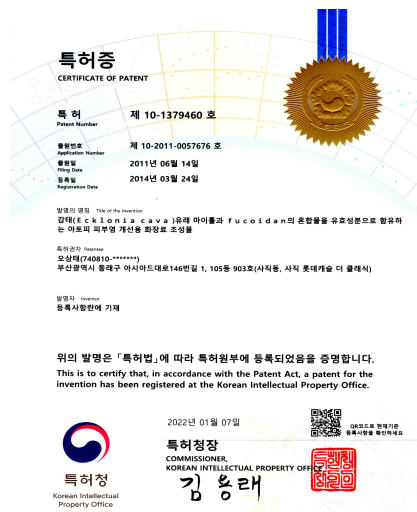 특허증
CERTIFICATE OF PATENT
특 허
Patent Number
제 10-1379460 호
출원번호
Application Number
제 10-2011-0057676 호
출원일
Filing Date
2011년 06월 14일
등록일
Registration Date
2014년 03월 24일
발명의 명칭 Title of the Invention
감태(Ecklonia cava)유래 마이톨과 fucoidan의 혼합물을 유효성분으로 함유하
는 아토피 피부염 개선용 화장료 조성물
특허권자 Patentee
오상태(740810-*******)
부산광역시 동래구 아시아드대로146번길 1, 105동 903호(사직동, 사직 롯데캐슬 더 클래식)
발명자 Inventor
등록사항란에 기재
위의 발명은 「특허법」에 따라 특허원부에 등록되었음을 증명합니다.
This is to certify that, in accordance with the Patent Act, a patent for the
invention has been registered at the Korean Intellectual Property Office.
2022년 01월 07일
QR코드로 현재기준
등록사항을 확인하세요
특허청장
COMMISSIONER,
KOREAN INTELLECTUAL PROPERTY OFFICE
김용래
특허청
Korean Intellectual
Property Office